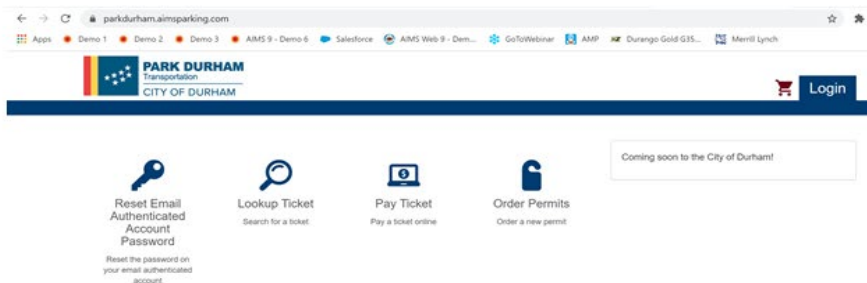 parkdurham.aimsparking.com
Apps Demo 1 Demo 2 Demo 3 AIMS 9 - Demo 6 Salesforce AIMS Web 9 - Dem... GoToWebinar AMP Durango Gold G35... Merrill Lynch
PARK DURHAM
Transportation
CITY OF DURHAM
Login
Coming soon to the City of Durham!
Reset Email
Authenticated
Account
Password
Reset the password on
your email authenticated
account
Lookup Ticket
Search for a ticket
Pay Ticket
Pay a ticket online
Order Permits
Order a new permit